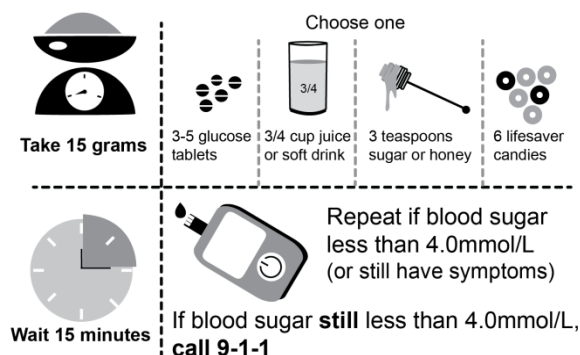 Choose one
3/4
Take 15 grams
3-5 glucose
tablets
3/4 cup juice
or soft drink
3 teaspoons
sugar or honey
6 lifesaver
candies
Wait 15 minutes
Repeat if blood sugar
less than 4.0mmol/L
(or still have symptoms)
If blood sugar still less than 4.0mmol/L,
call 9-1-1